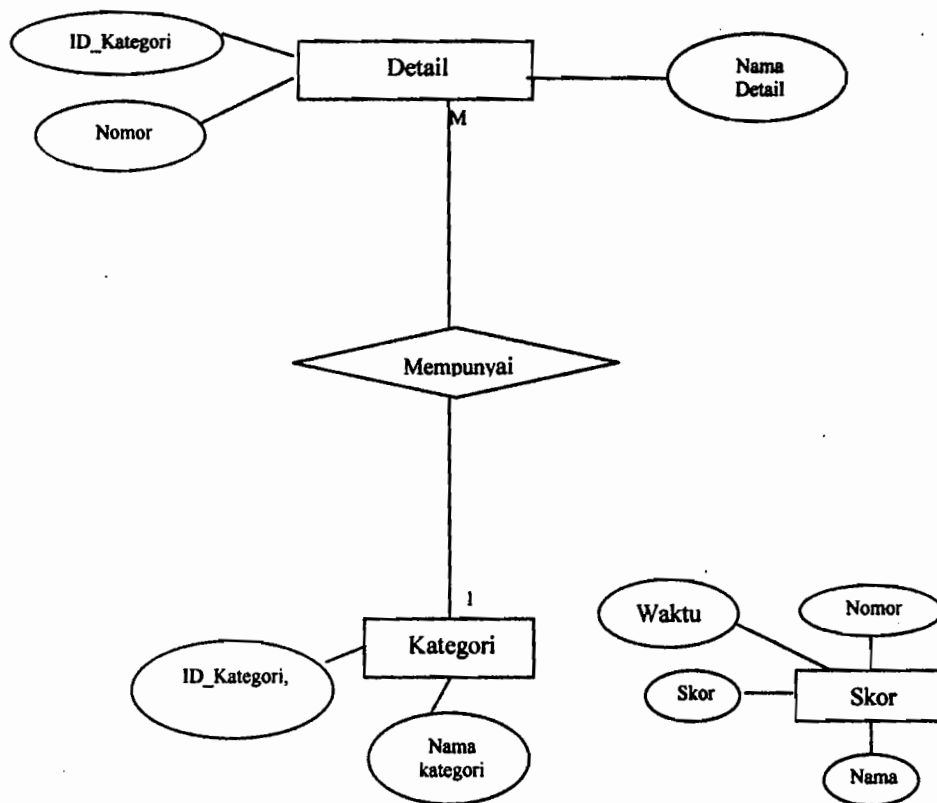 ID_Kategori
Detail
Nama
Detail
Nomor
M
Mempunyai
1
Kategori
ID_Kategori,
Nama
kategori
Waktu
Nomor
Skor
Skor
Nama